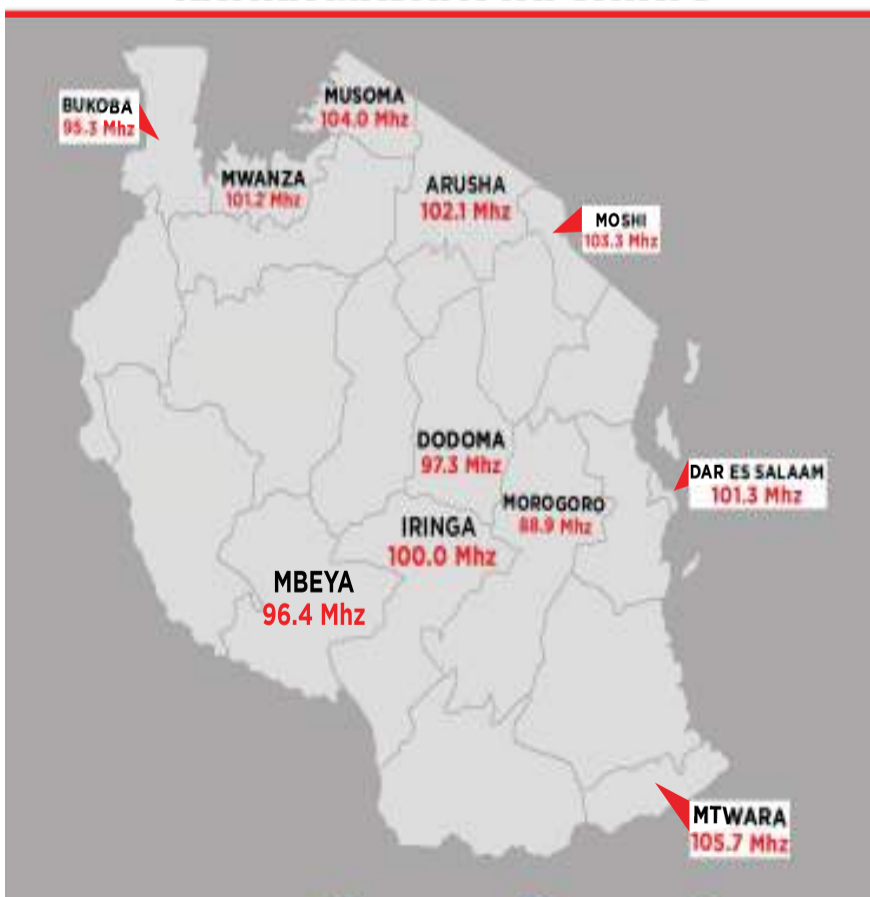 BUKOBA
95.3 Mhz
MUSOMA
104.0 Mhz
MWANZA
101.2 Mhz
ARUSHA
102.1 Mhz
MOSHI
103.3 Mhz
DODOMA
97.3 Mhz
DAR ES SALAAM
101.3 Mhz
MOROGORO
88.9 Mhz
IRINGA
100.0 Mhz
MBEYA
96.4 Mhz
MTWARA
105.7 Mhz